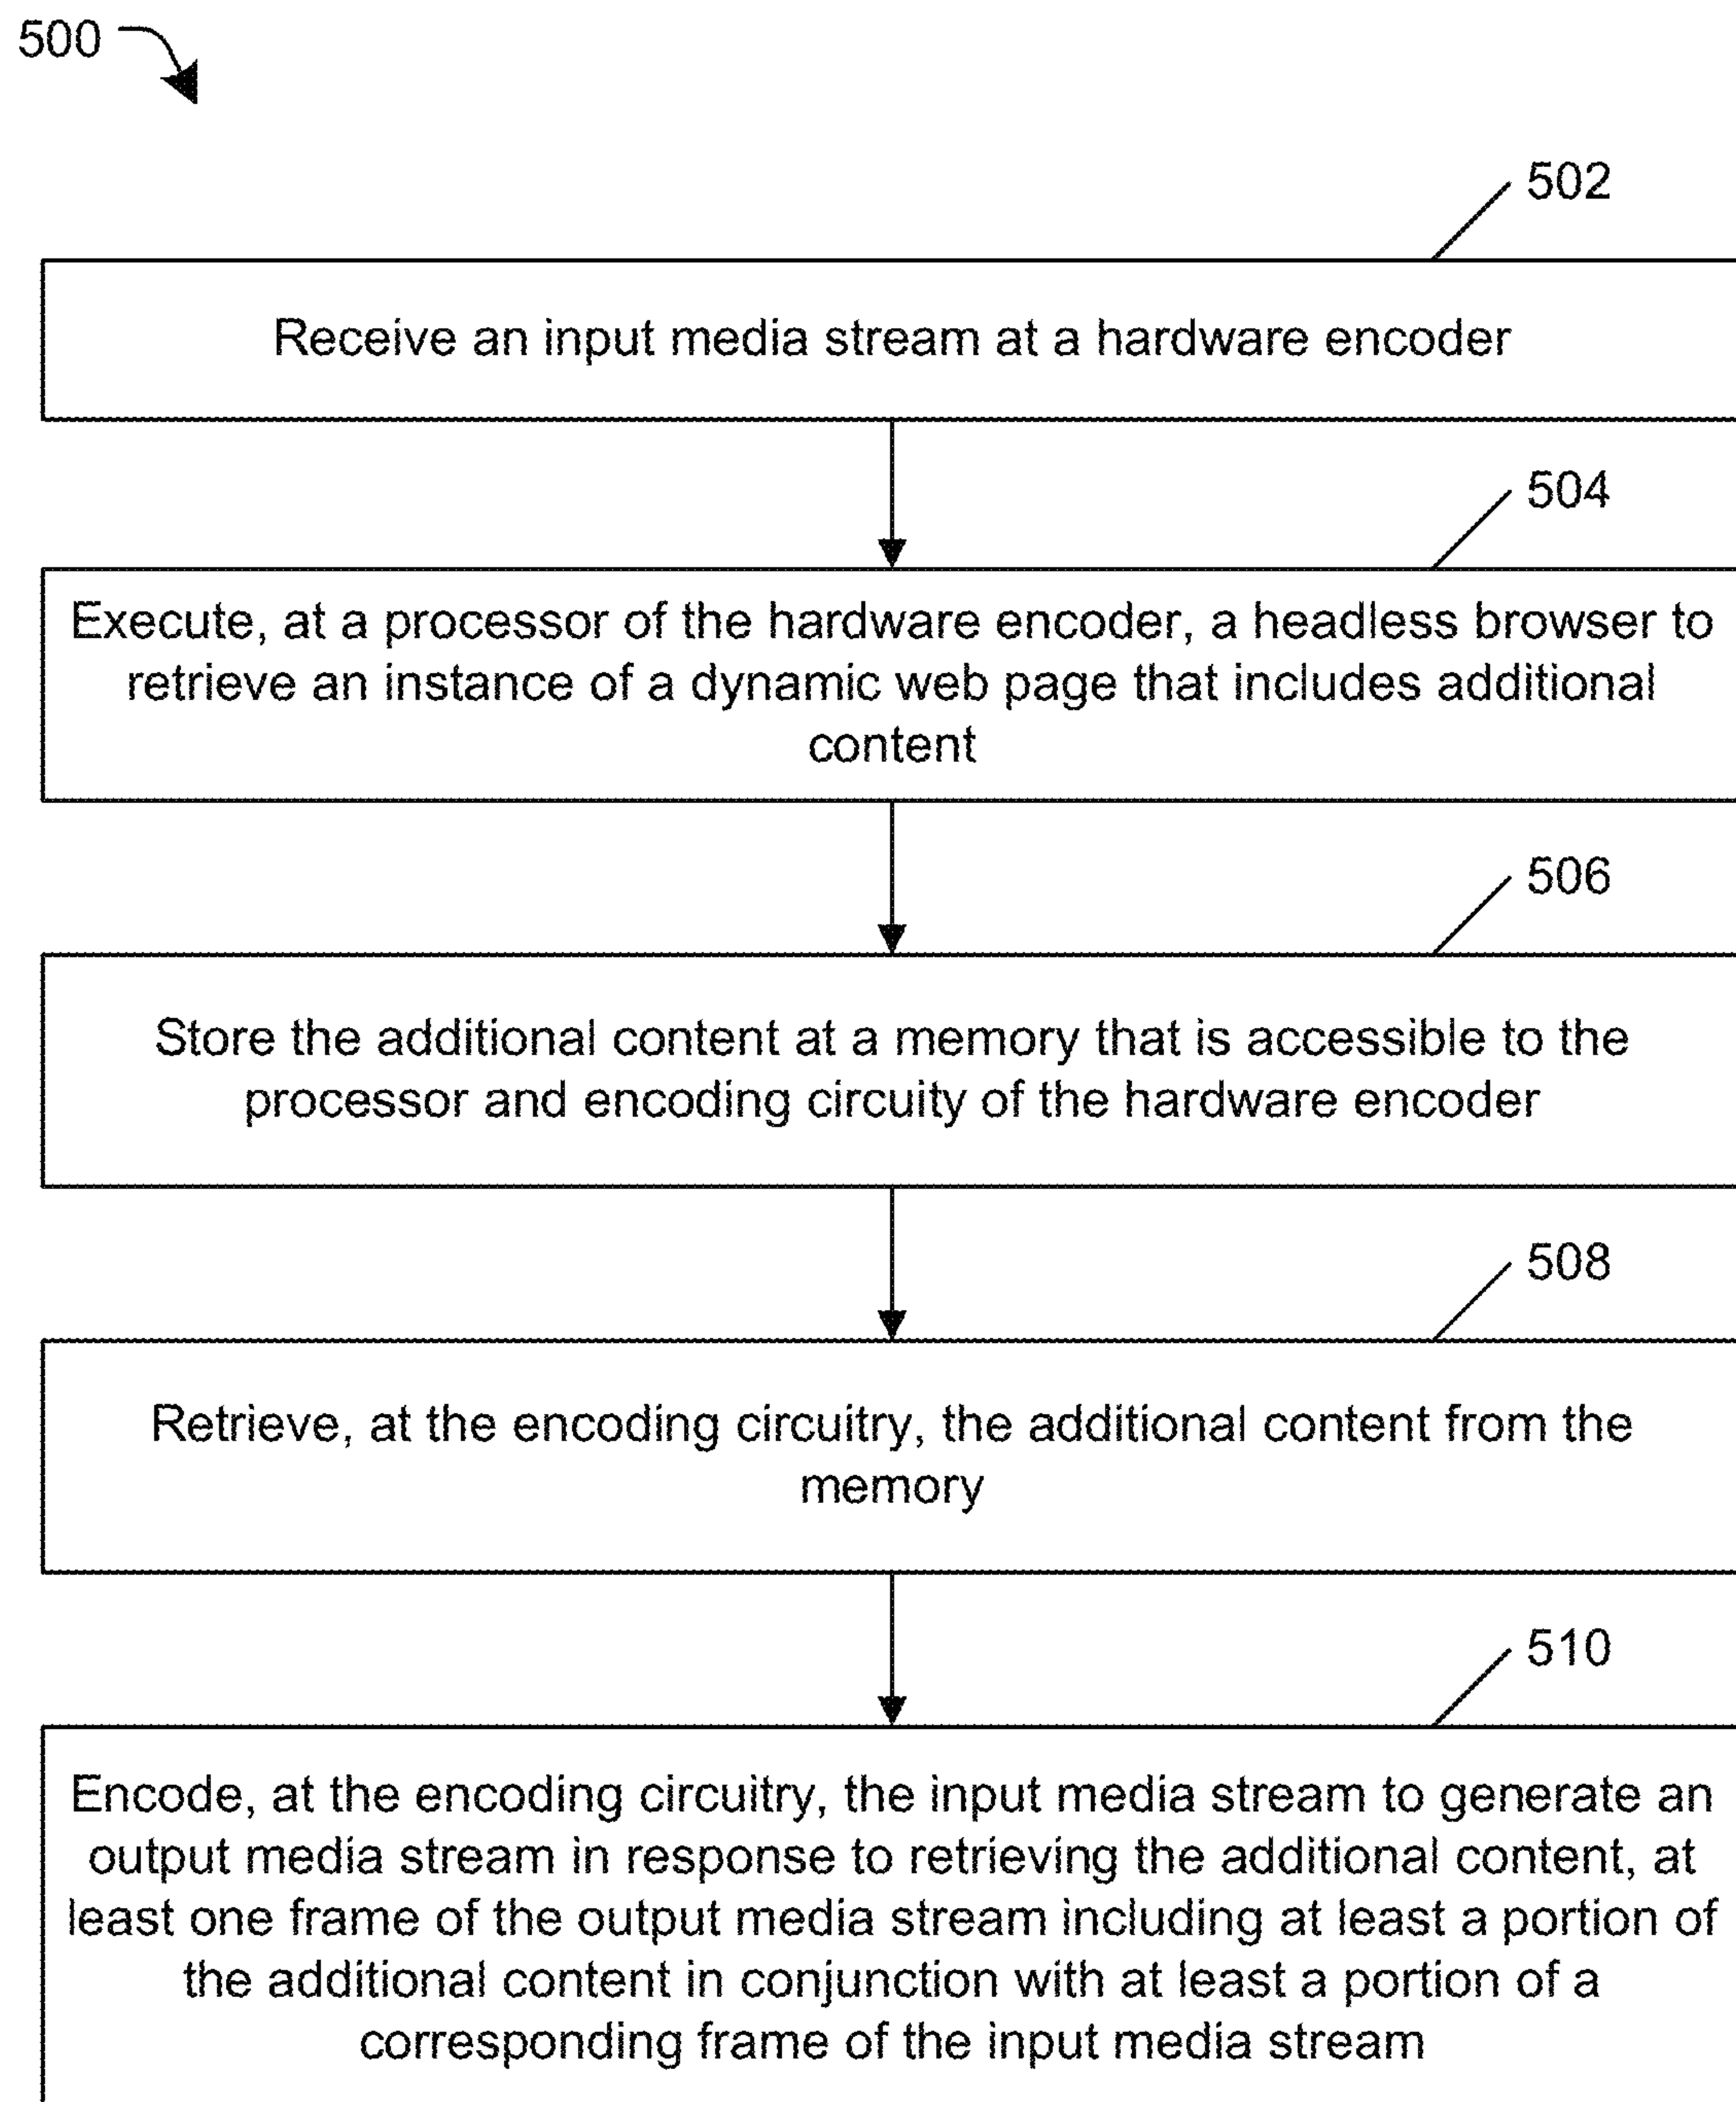 500
502
Receive an input media stream at a hardware encoder
504
Execute, at a processor of the hardware encoder, a headless browser to
retrieve an instance of a dynamic web page that includes additional
content
506
Store the additional content at a memory that is accessible to the
processor and encoding circuity of the hardware encoder
508
Retrieve, at the encoding circuitry, the additional content from the
memory
510
Encode, at the encoding circuitry, the input media stream to generate an
output media stream in response to retrieving the additional content, at
least one frame of the output media stream including at least a portion of
the additional content in conjunction with at least a portion of a
corresponding frame of the input media stream